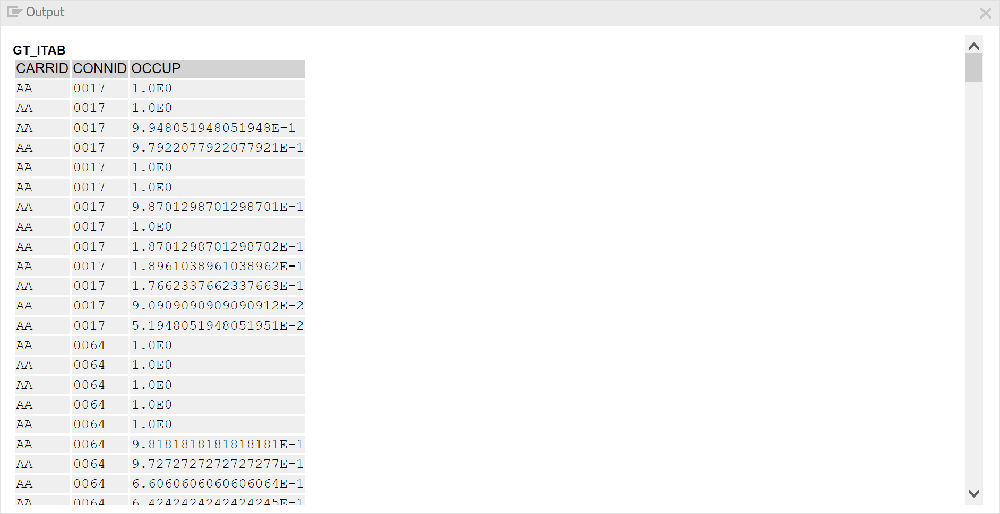 Output
GT_ITAB
CARRID CONNID OCCUP
AA 0017 1.0E0
AA 0017 1.0E0
AA 0017 9.948051948051948E-1
AA 0017 9.7922077922077921E-1
AA 0017 1.0E0
AA 0017 1.0E0
AA 0017 9.8701298701298701E-1
AA 0017 1.0E0
AA 0017 1.8701298701298702E-1
AA 0017 1.8961038961038962E-1
AA 0017 1.7662337662337663E-1
AA 0017 9.0909090909090912E-2
AA 0017 5.1948051948051951E-2
AA 0064 1.0E0
AA 0064 1.0E0
AA 0064 1.0E0
AA 0064 1.0E0
AA 0064 1.0E0
AA 0064 9.8181818181818181E-1
AA 0064 9.7272727272727277E-1
AA 0064 6.6060606060606064E-1
AA 0064 6.4242424242424245E-1